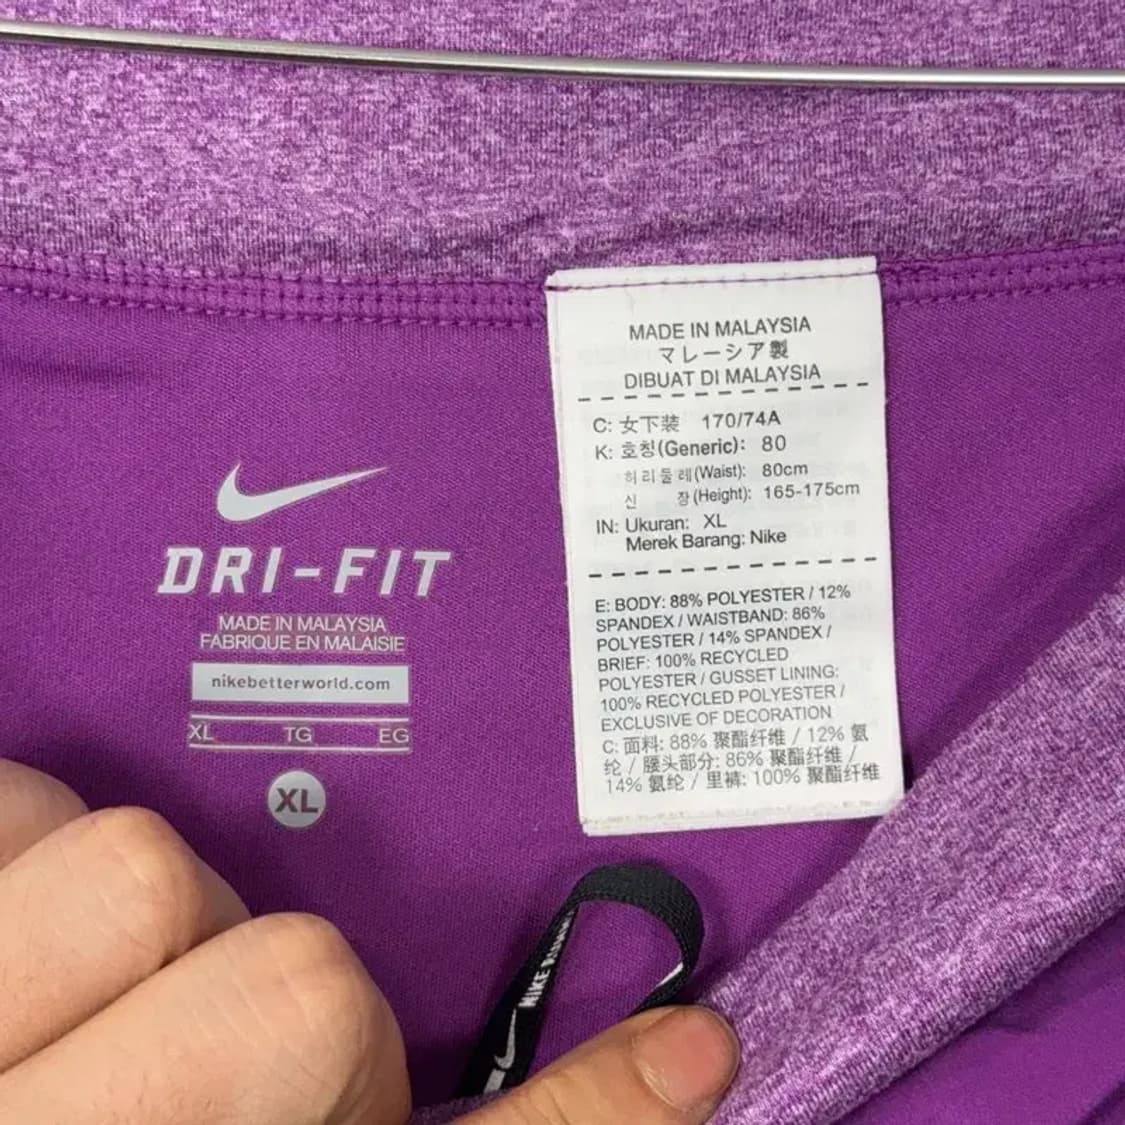 DRI-FIT
MADE IN MALAYSIA
FABRIQUE EN MALAISIE
nikebetterworld.com
XL TG EG
XL
MADE IN MALAYSIA
マレーシア製
DIBUAT DI MALAYSIA
C: 女下装 170/74A
K: 호칭(Generic): 80
허리둘레(Waist): 80cm
신 장(Height): 165-175cm
IN: Ukuran: XL
Merek Barang: Nike
E: BODY: 88% POLYESTER / 12%
SPANDEX / WAISTBAND: 86%
POLYESTER / 14% SPANDEX /
BRIEF: 100% RECYCLED
POLYESTER / GUSSET LINING:
100% RECYCLED POLYESTER /
EXCLUSIVE OF DECORATION
C: 面料: 88% 聚酯纤维 / 12% 氨
纶 / 腰头部分: 86% 聚酯纤维 /
14% 氨纶 / 里裤: 100% 聚酯纤维
NIKE